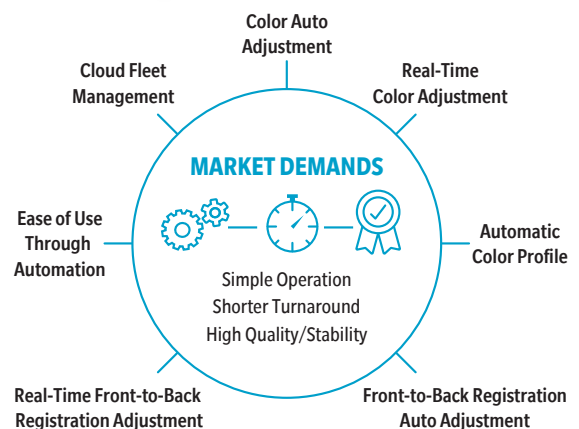 Color Auto
Adjustment
Cloud Fleet
Management
Real-Time
Color Adjustment
MARKET DEMANDS
Ease of Use
Through
Automation
Automatic
Color Profile
Simple Operation
Shorter Turnaround
High Quality/Stability
Real-Time Front-to-Back
Registration Adjustment
Front-to-Back Registration
Auto Adjustment